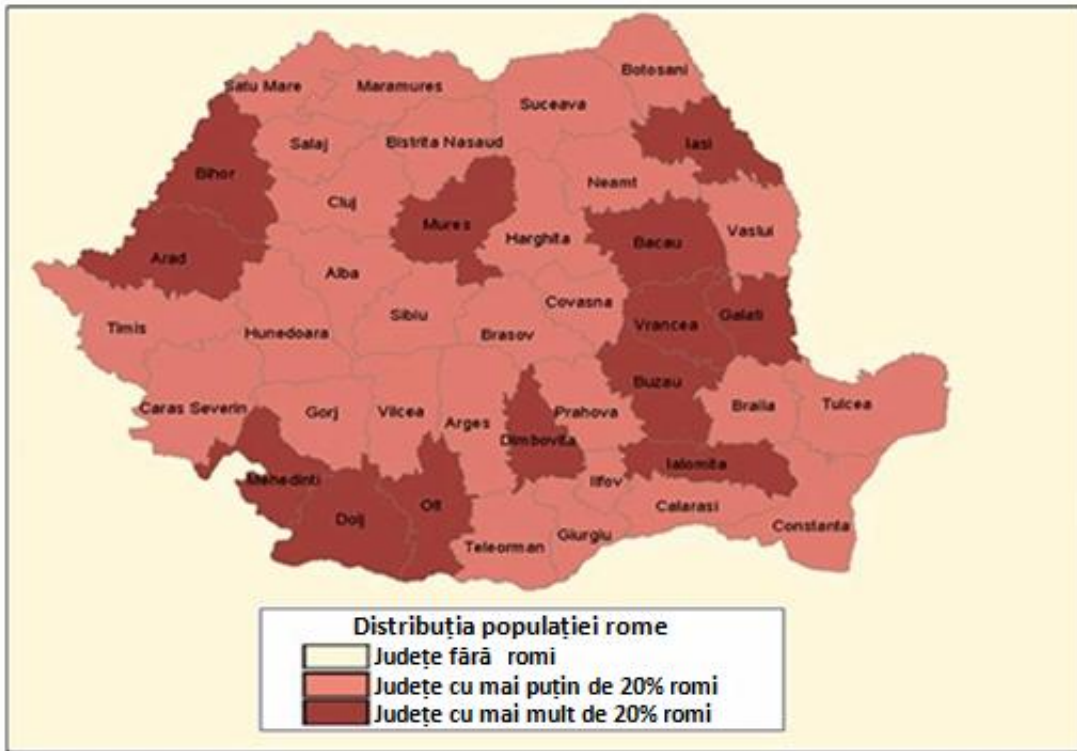 Botosani
Satu Mare
Maramures
Suceava
Iasi
Salaj
Bistrita Nasaud
Bihor
Neamt
Cluj
Mures
Vaslui
Harghita
Bacau
Arad
Alba
Covasna
Sibiu
Galati
Vrancea
Timis
Hunedoara
Brasov
Buzau
Caras Severin
Gorj
Vilcea
Arges
Prahova
Braila
Tulcea
Dimbovita
Ialomita
Mehedinti
Ilfov
Olt
Calarasi
Dolj
Constanta
Giurgiu
Teleorman
Distribuția populației rome
Județe fără romi
Județe cu mai puțin de 20% romi
Județe cu mai mult de 20% romi